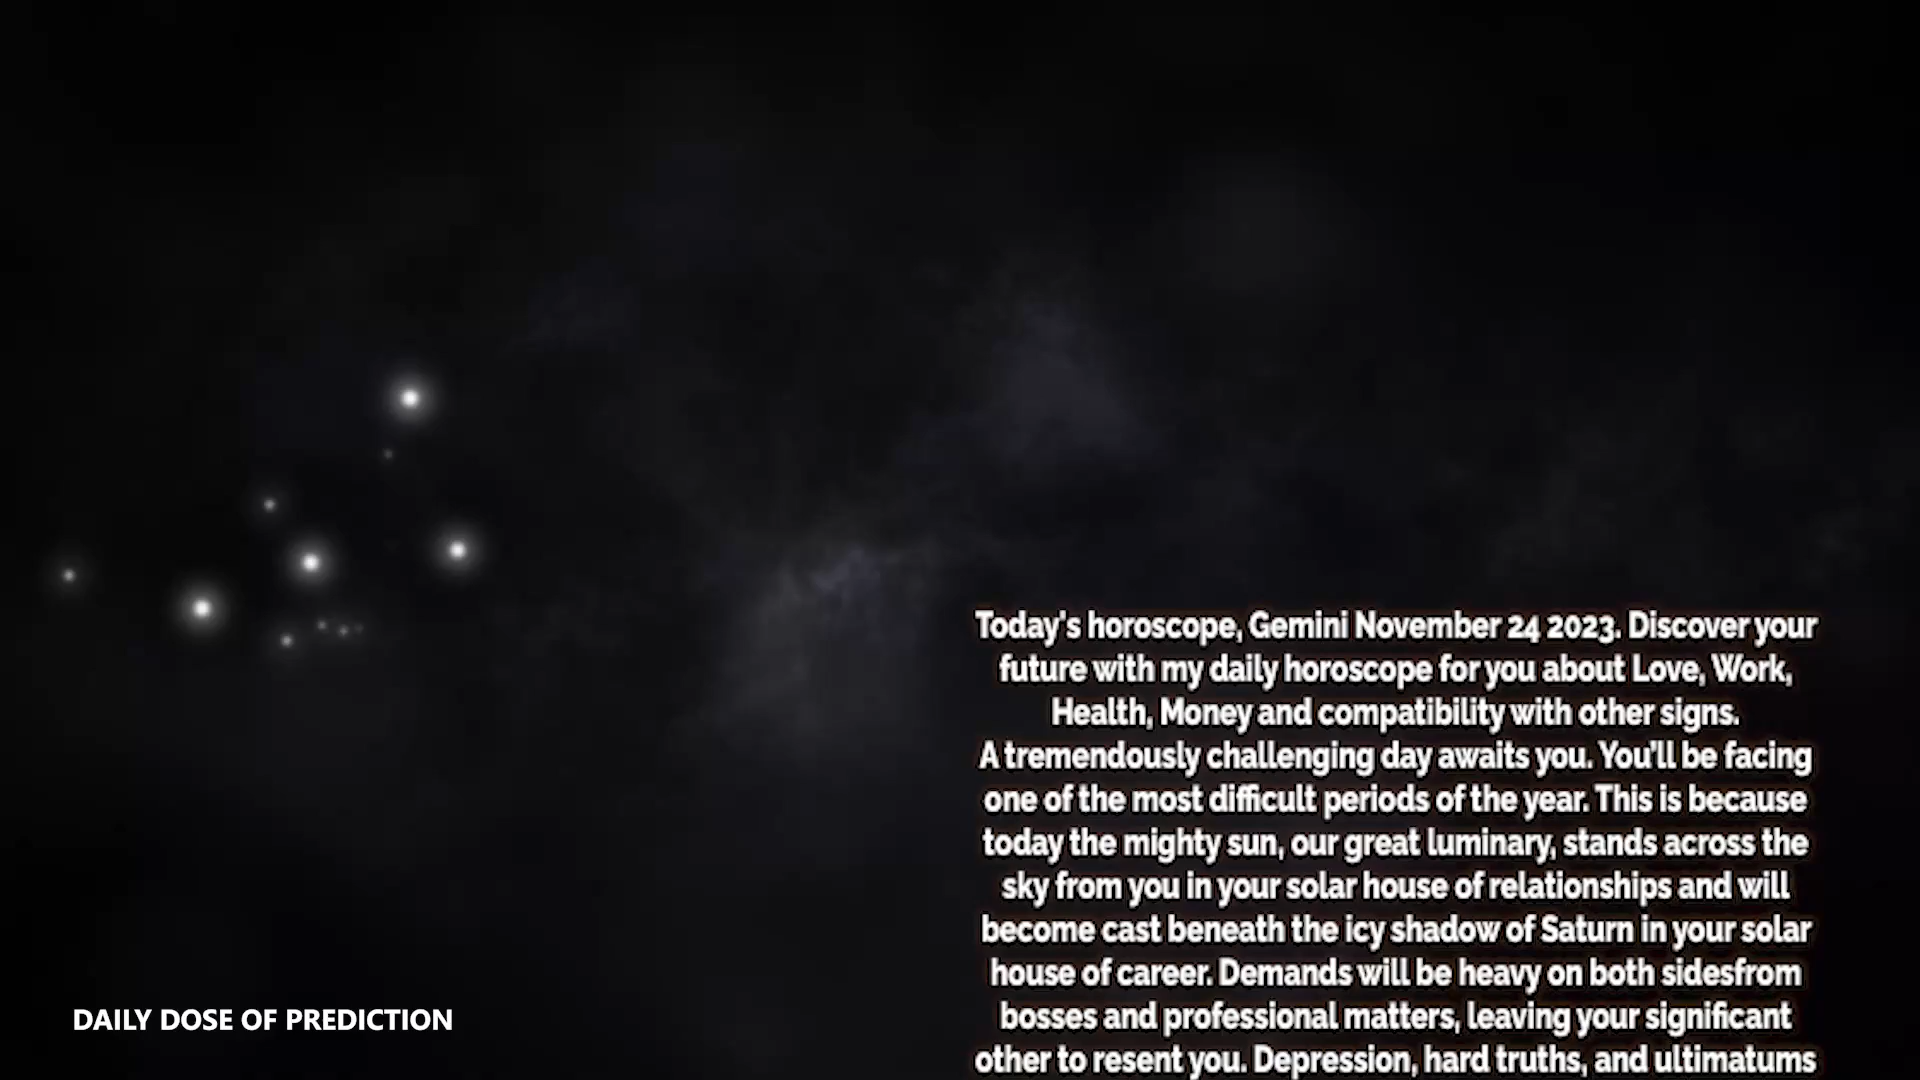 Today's horoscope, Gemini November 24 2023. Discover your
future with my daily horoscope for you about Love, Work,
Health, Money and compatibility with other signs.
A tremendously challenging day awaits you. You'll be facing
one of the most difficult periods of the year. This is because
today the mighty sun, our great luminary, stands across the
sky from you in your solar house of relationships and will
become cast beneath the icy shadow of Saturn in your solar
house of career. Demands will be heavy on both sidesfrom
bosses and professional matters, leaving your significant
other to resent you. Depression, hard truths, and ultimatums
DAILY DOSE OF PREDICTION